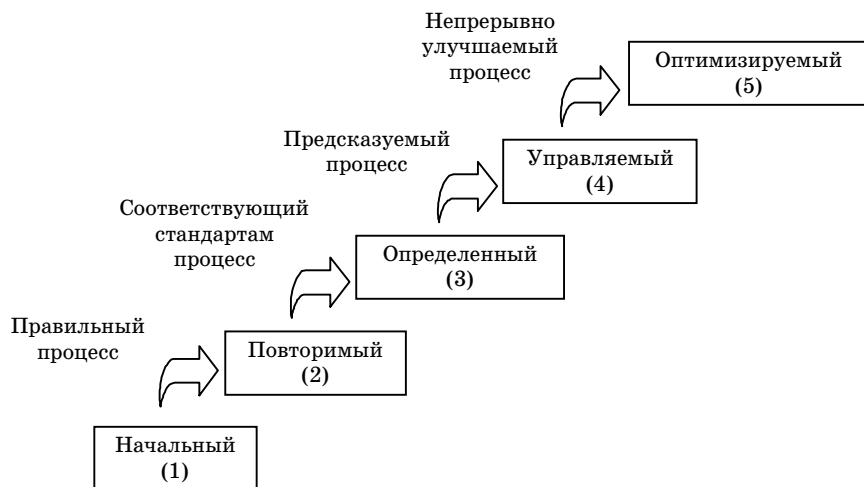 Непрерывно
улучшаемый
процесс
Оптимизируемый
(5)
Предсказуемый
процесс
Управляемый
(4)
Соответствующий
стандартам
процесс
Определенный
(3)
Правильный
процесс
Повторимый
(2)
Начальный
(1)